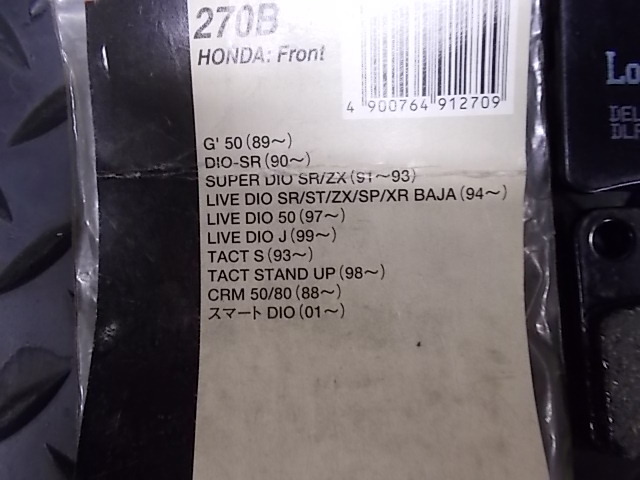 270B
HONDA: Front
4 900764 912709
G' 50(89～)
DIO-SR(90～)
SUPER DIO SR/ZX(91～93)
LIVE DIO SR/ST/ZX/SP/XR BAJA(94～)
LIVE DIO 50(97～)
LIVE DIO J(99～)
TACT S(93～)
TACT STAND UP(98～)
CRM 50/80(88～)
スマート DIO(01～)